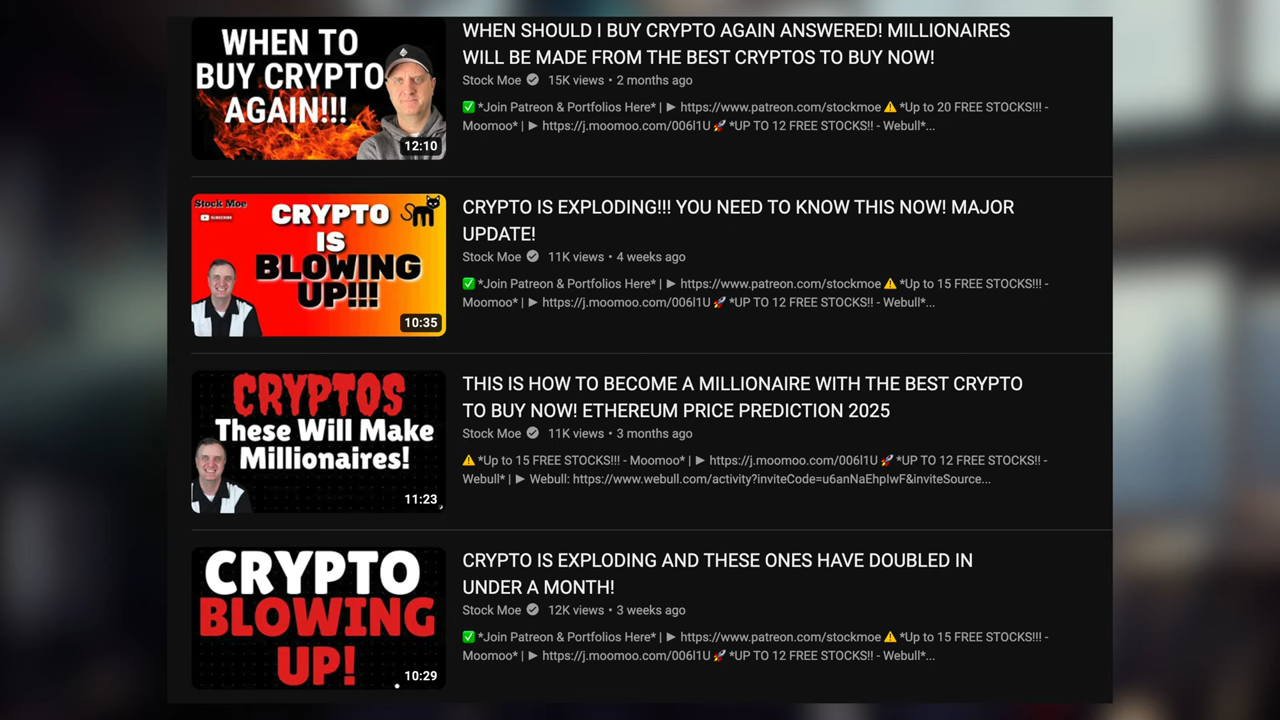 WHEN TO
BUY CRYPTO
AGAIN!!!
12:10
WHEN SHOULD I BUY CRYPTO AGAIN ANSWERED! MILLIONAIRES
WILL BE MADE FROM THE BEST CRYPTOS TO BUY NOW!
Stock Moe 15K views • 2 months ago
✅ *Join Patreon & Portfolios Here* | ► https://www.patreon.com/stockmoe ⚠️ *Up to 20 FREE STOCKS!!! -
Moomoo* | ► https://j.moomoo.com/006I1U 🚀 *UP TO 12 FREE STOCKS!! - Webull*...
Stock Moe
SUBSCRIBE
CRYPTO
IS
BLOWING
UP!!!
SM
10:35
CRYPTO IS EXPLODING!!! YOU NEED TO KNOW THIS NOW! MAJOR
UPDATE!
Stock Moe 11K views • 4 weeks ago
✅ *Join Patreon & Portfolios Here* | ► https://www.patreon.com/stockmoe ⚠️ *Up to 15 FREE STOCKS!!! -
Moomoo* | ► https://j.moomoo.com/006I1U 🚀 *UP TO 12 FREE STOCKS!! - Webull*...
CRYPTOS
These Will Make
Millionaires!
11:23
THIS IS HOW TO BECOME A MILLIONAIRE WITH THE BEST CRYPTO
TO BUY NOW! ETHEREUM PRICE PREDICTION 2025
Stock Moe 11K views • 3 months ago
⚠️ *Up to 15 FREE STOCKS!!! - Moomoo* | ► https://j.moomoo.com/006I1U 🚀 *UP TO 12 FREE STOCKS!! -
Webull* | ► Webull: https://www.webull.com/activity?inviteCode=u6anNaEhpIwF&inviteSource...
CRYPTO
BLOWING
UP!
10:29
CRYPTO IS EXPLODING AND THESE ONES HAVE DOUBLED IN
UNDER A MONTH!
Stock Moe 12K views • 3 weeks ago
✅ *Join Patreon & Portfolios Here* | ► https://www.patreon.com/stockmoe ⚠️ *Up to 15 FREE STOCKS!!! -
Moomoo* | ► https://j.moomoo.com/006I1U 🚀 *UP TO 12 FREE STOCKS!! - Webull*...